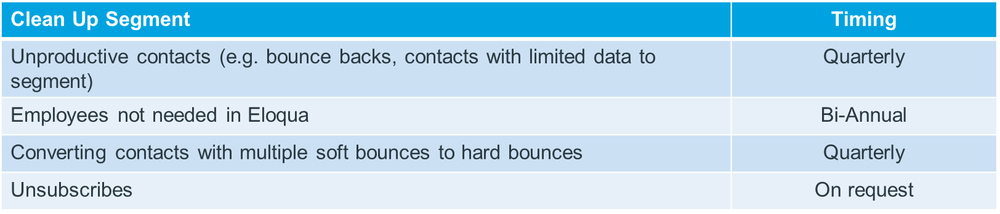 Clean Up Segment Timing
Unproductive contacts (e.g. bounce backs, contacts with limited data to Quarterly
segment)
Employees not needed in Eloqua Bi-Annual
Converting contacts with multiple soft bounces to hard bounces Quarterly
Unsubscribes On request